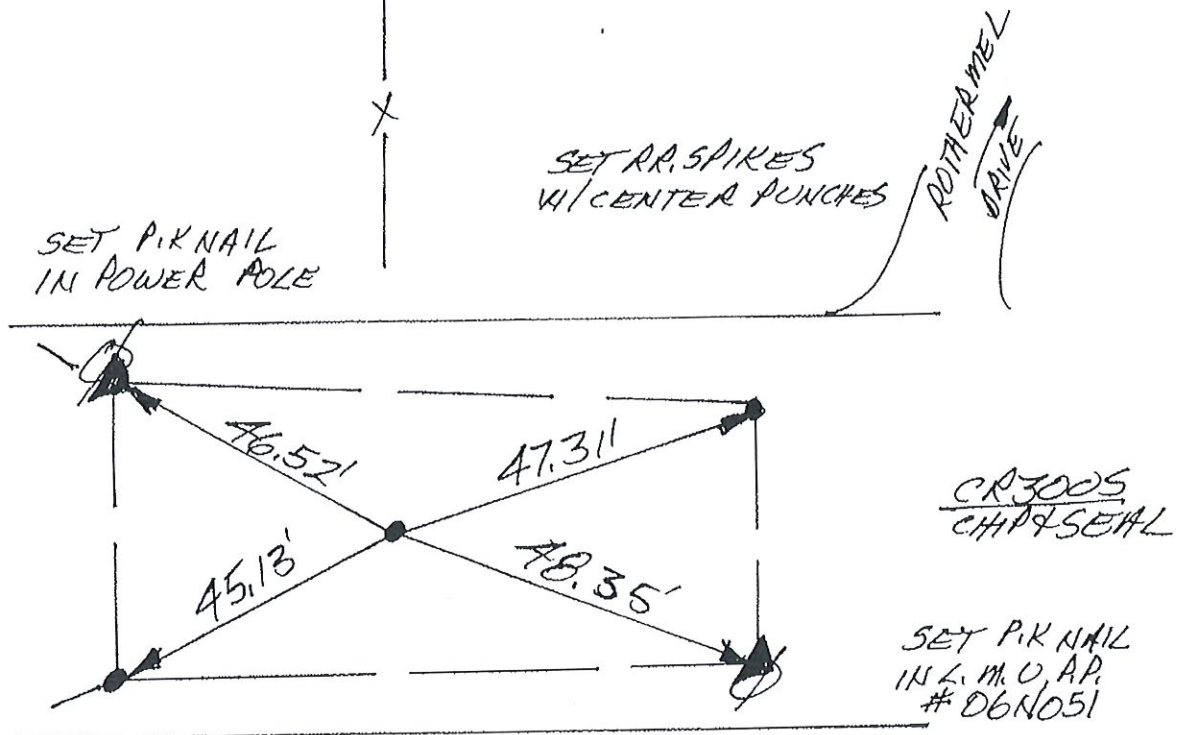 SET RR. SPIKES
W/CENTER PUNCHES
ROTHERMEL
DRIVE
SET P.K NAIL
IN POWER POLE
46.52'
47.31'
CR300S
CHIP&SEAL
45.13'
48.35'
SET P.K NAIL
IN L.M.U. P.P.
# 06N051